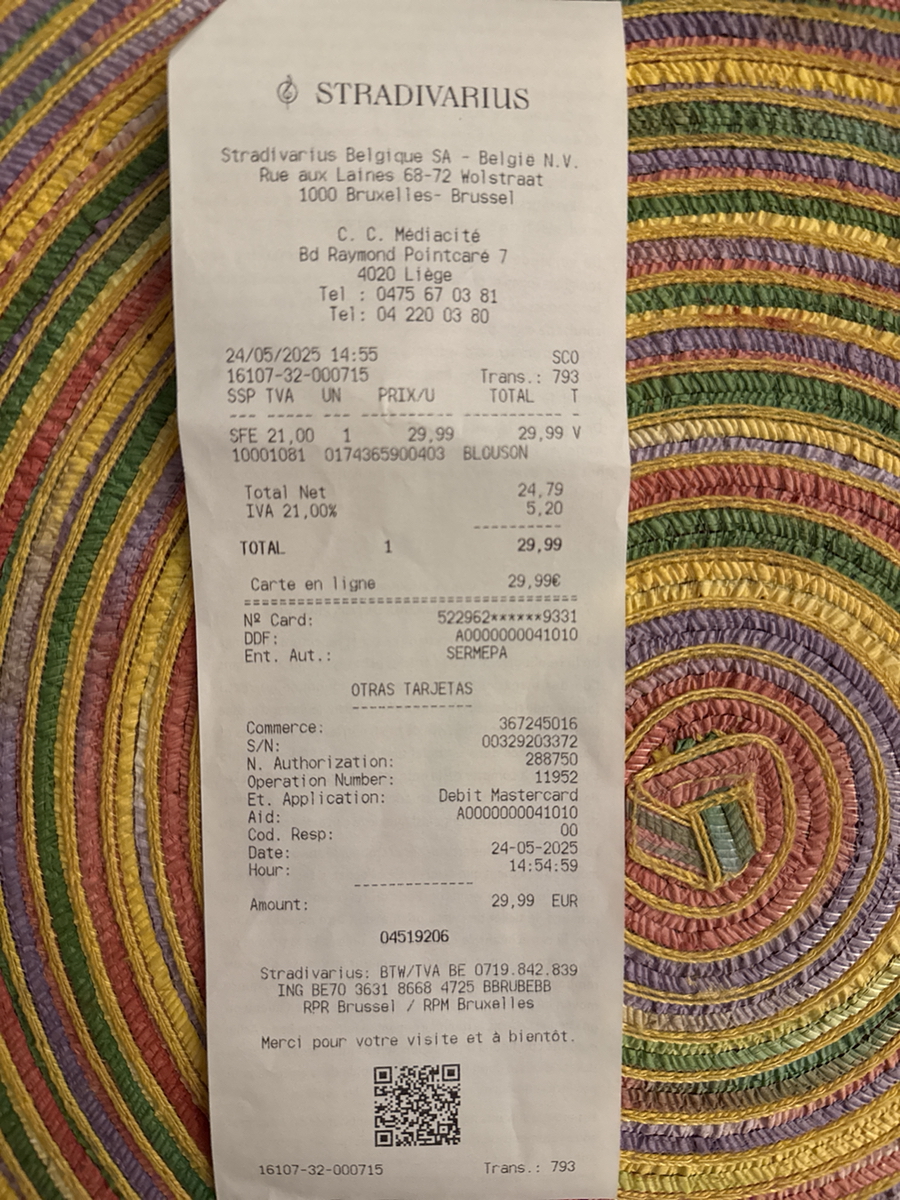 STRADIVARIUS
Stradivarius Belgique SA - Belgie N.V.
Rue aux Laines 68-72 Wolstraat
1000 Bruxelles- Brussel
C. C. Médiacité
Bd Raymond Pointcaré 7
4020 Liège
Tel : 0475 67 03 81
Tel: 04 220 03 80
24/05/2025 14:55 SCO
16107-32-000715 Trans.: 793
SSP TVA UN PRIX/U TOTAL T
--- ----- --- ----------- ----------- -
SFE 21,00 1 29,99 29,99 V
10001081 0174365900403 BLOUSON
Total Net 24,79
IVA 21,00% 5,20
----------
TOTAL 1 29,99
Carte en ligne 29,99€
========================================
Nº Card: 522962******9331
DDF: A0000000041010
Ent. Aut.: SERMEPA
OTRAS TARJETAS
--------------
Commerce: 367245016
S/N: 00329203372
N. Authorization: 288750
Operation Number: 11952
Et. Application: Debit Mastercard
Aid: A0000000041010
Cod. Resp: 00
Date: 24-05-2025
Hour: 14:54:59
--------------
Amount: 29,99 EUR
04519206
Stradivarius: BTW/TVA BE 0719.842.839
ING BE70 3631 8668 4725 BBRUBEBB
RPR Brussel / RPM Bruxelles
Merci pour votre visite et à bientôt.
16107-32-000715 Trans.: 793